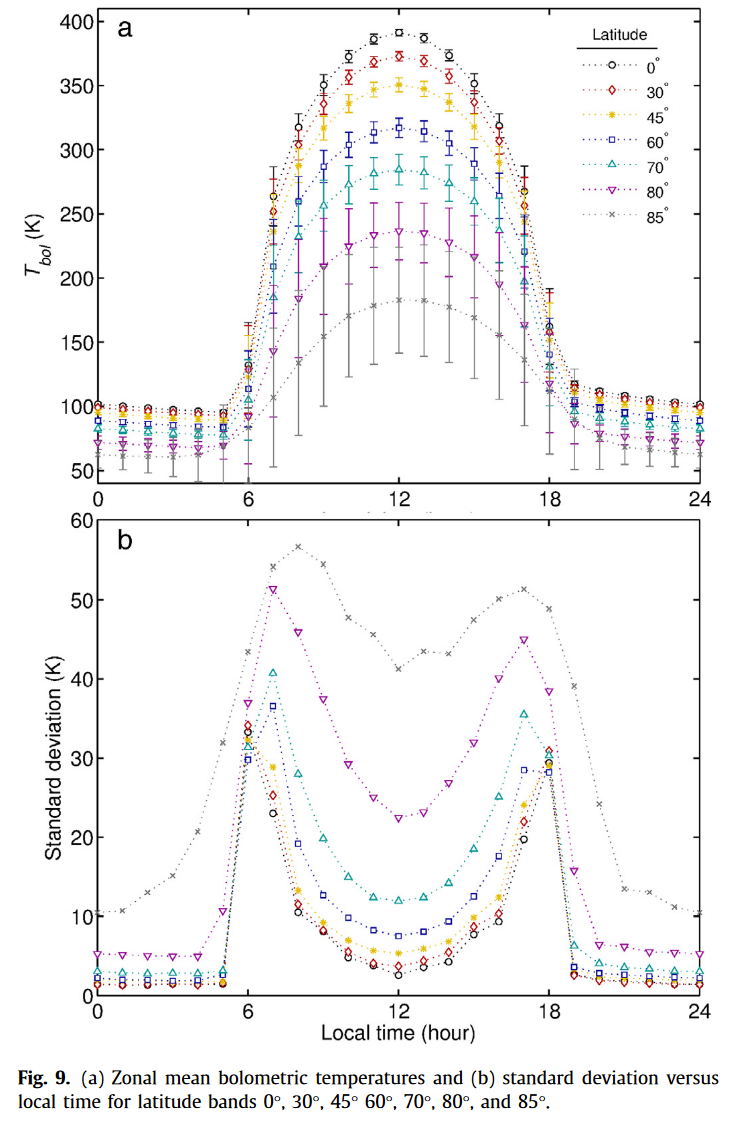 a
400
350
300
250
200
150
100
50
T_bol (K)
Latitude
0°
30°
45°
60°
70°
80°
85°
0 6 12 18 24
b
60
50
40
30
20
10
0
Standard deviation (K)
0 6 12 18 24
Local time (hour)
Fig. 9. (a) Zonal mean bolometric temperatures and (b) standard deviation versus
local time for latitude bands 0°, 30°, 45° 60°, 70°, 80°, and 85°.